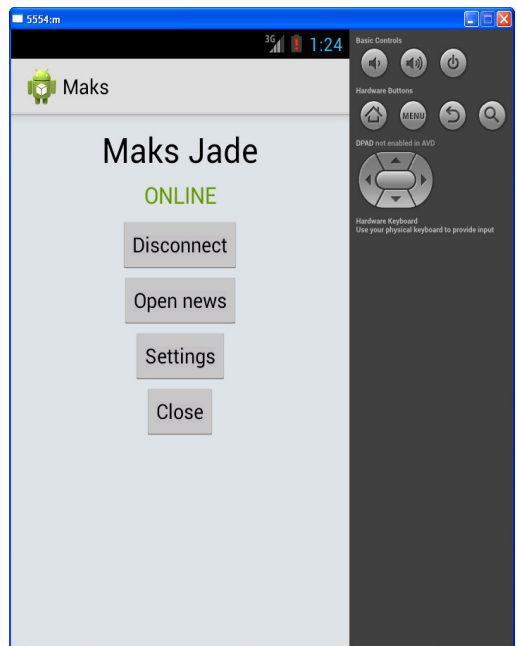 5554:m
3G 1:24
Maks
Maks Jade
ONLINE
Disconnect
Open news
Settings
Close
Basic Controls
Hardware Buttons
MENU
DPAD not enabled in AVD
Hardware Keyboard
Use your physical keyboard to provide input